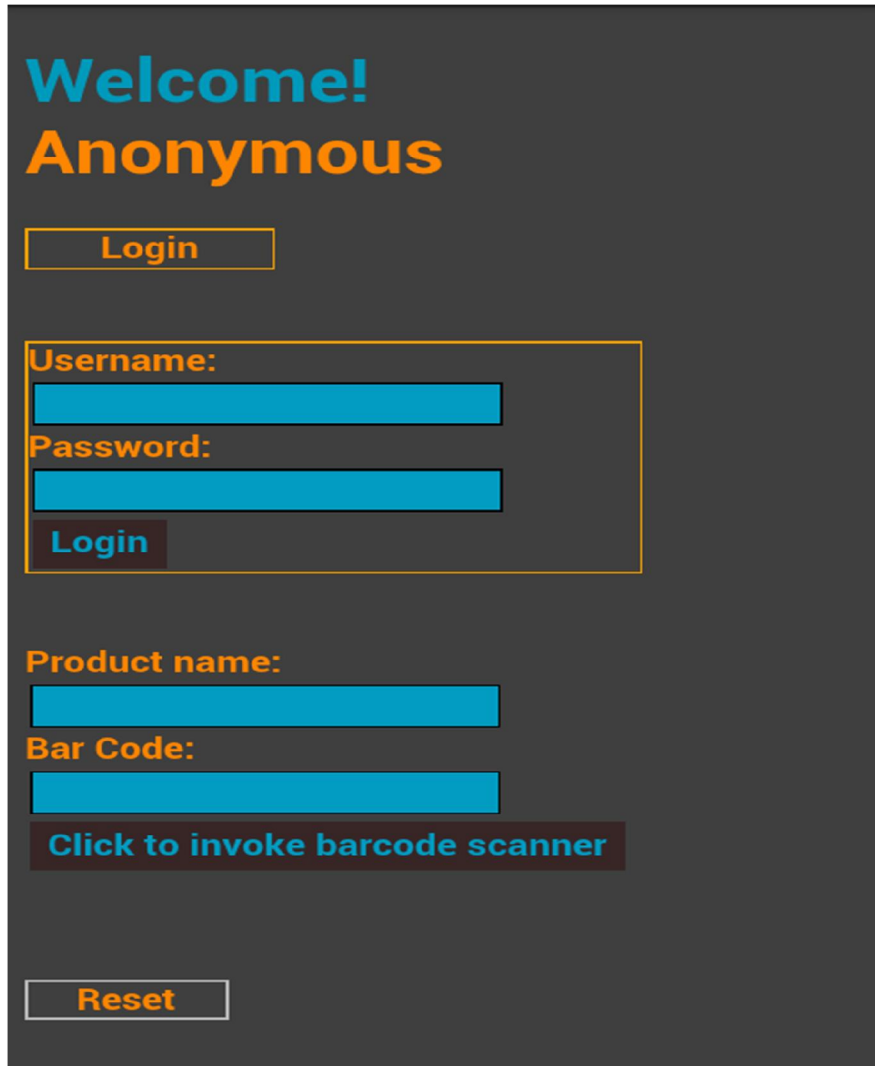 Welcome!
Anonymous
Login
Username:
Password:
Login
Product name:
Bar Code:
Click to invoke barcode scanner
Reset